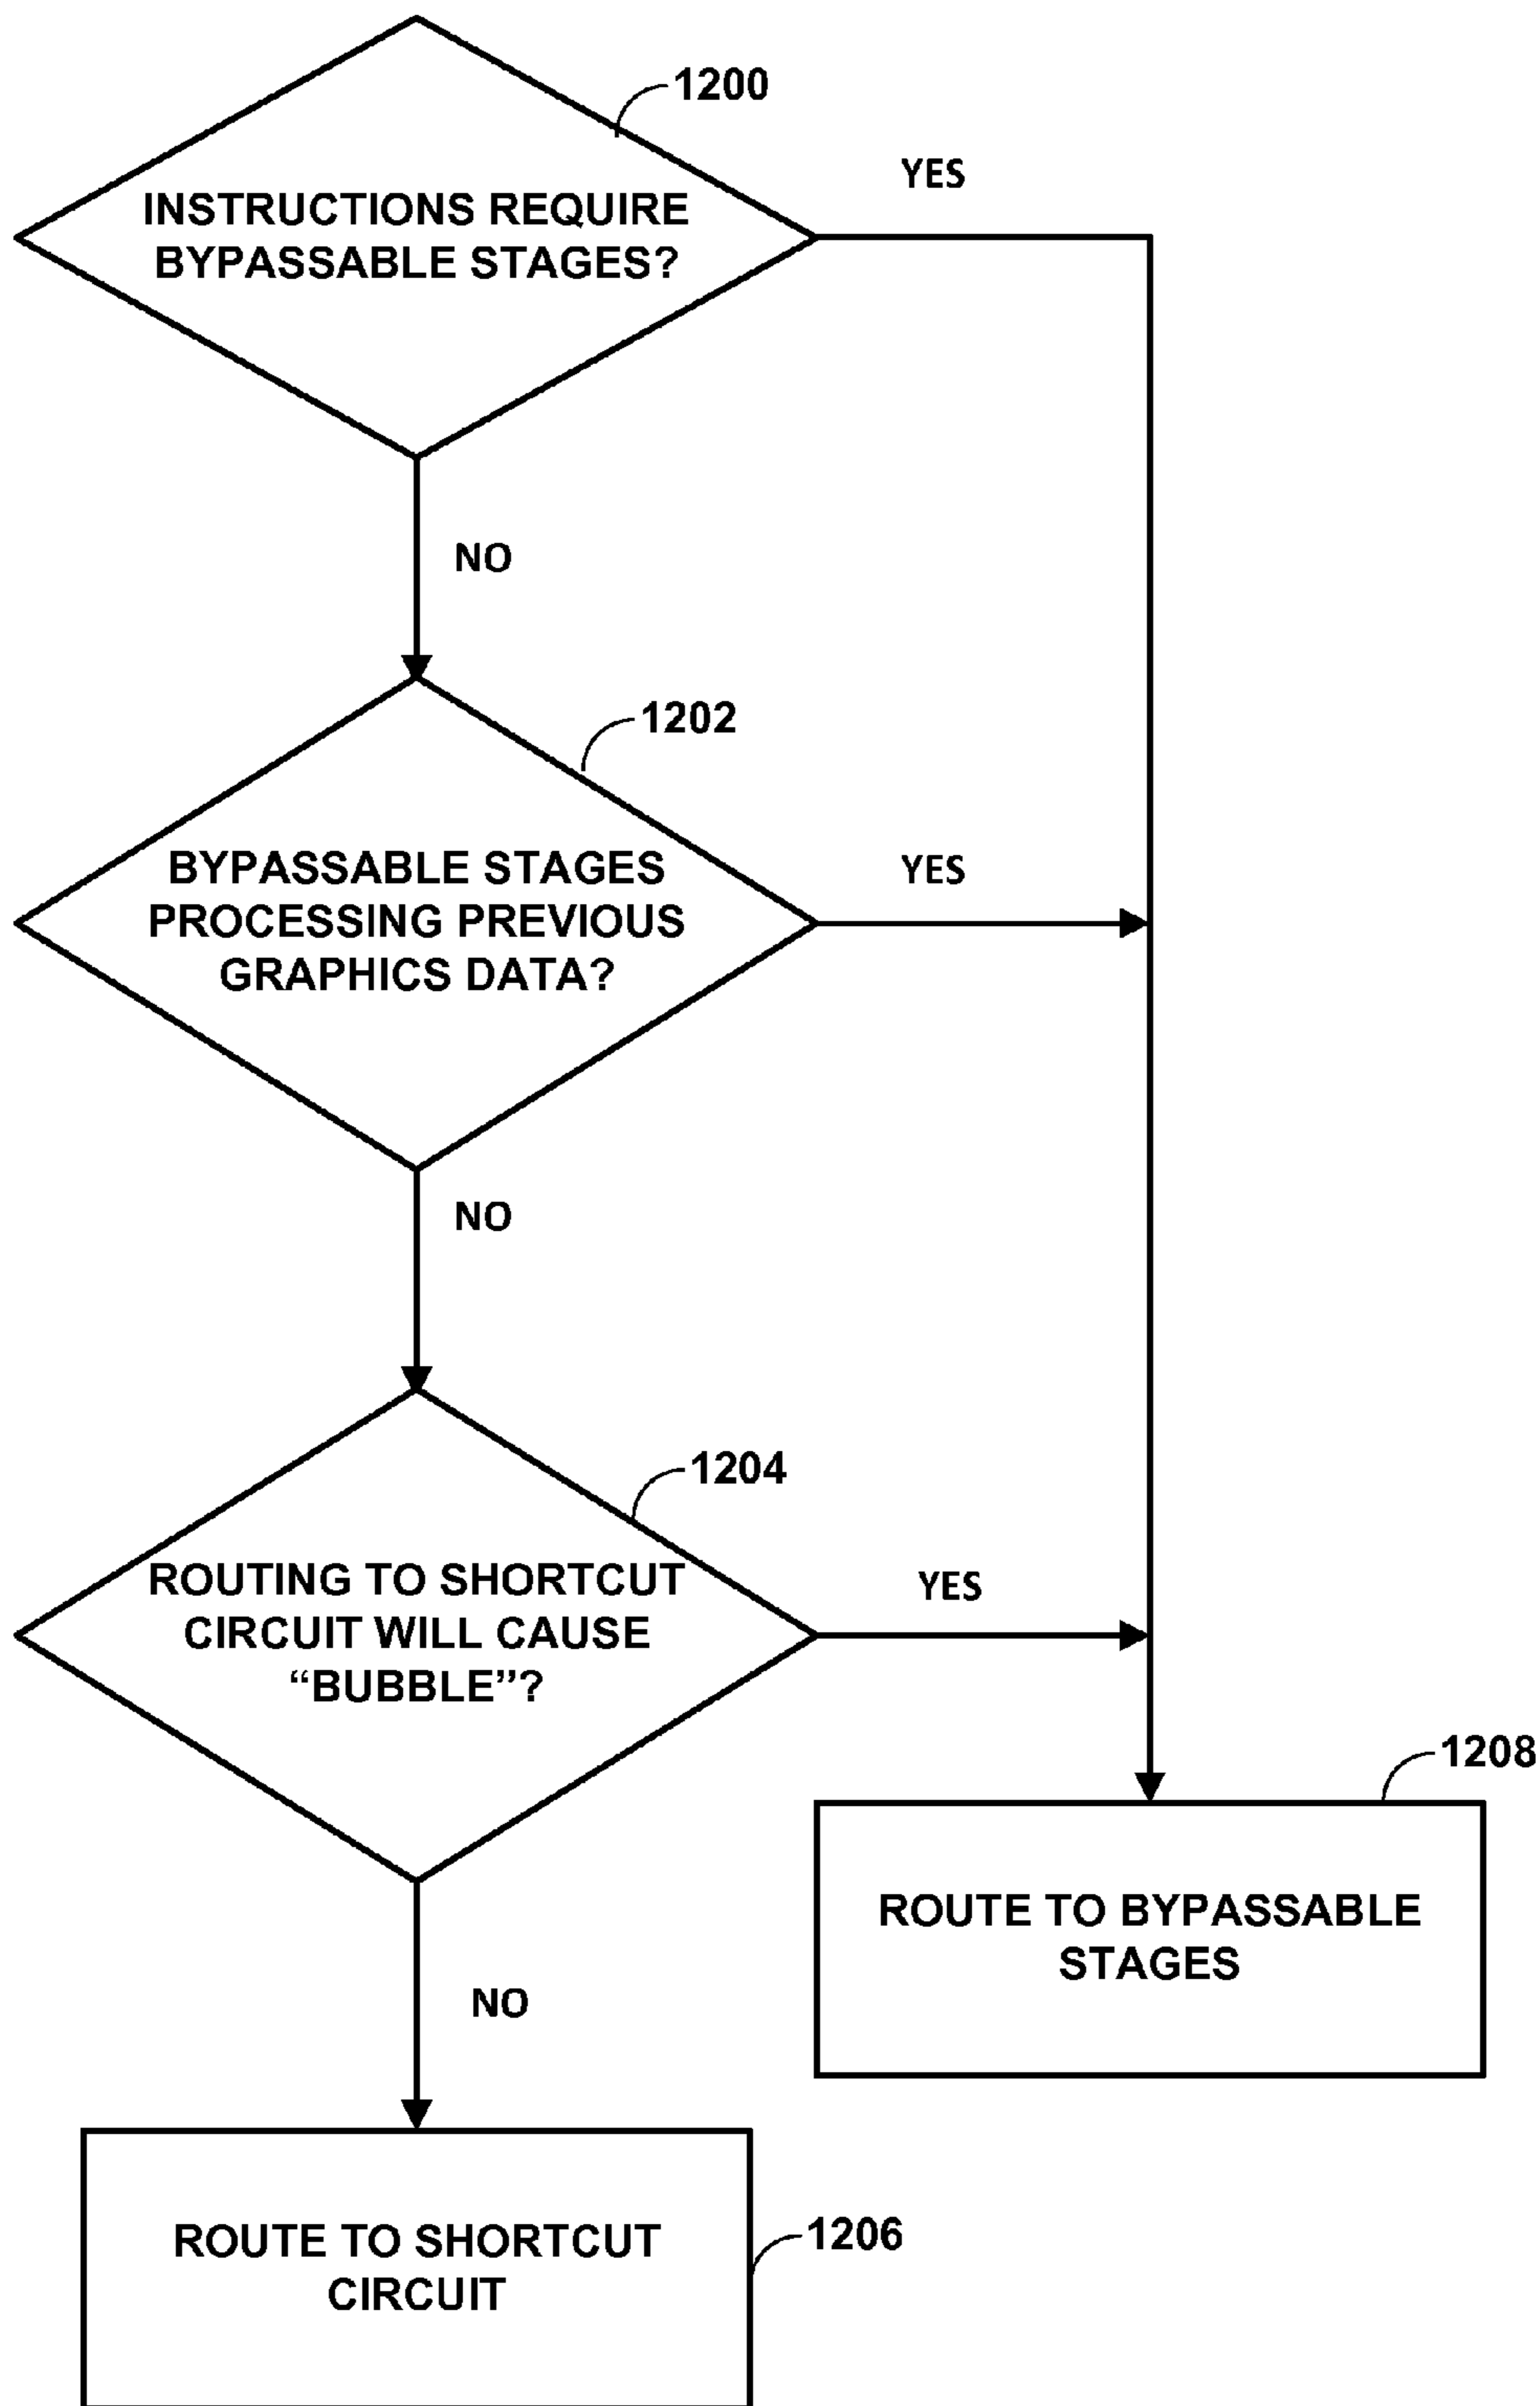 1200
YES
INSTRUCTIONS REQUIRE
BYPASSABLE STAGES?
NO
1202
BYPASSABLE STAGES
PROCESSING PREVIOUS
GRAPHICS DATA?
YES
NO
1204
ROUTING TO SHORTCUT
CIRCUIT WILL CAUSE
“BUBBLE”?
YES
1208
ROUTE TO BYPASSABLE
STAGES
NO
1206
ROUTE TO SHORTCUT
CIRCUIT